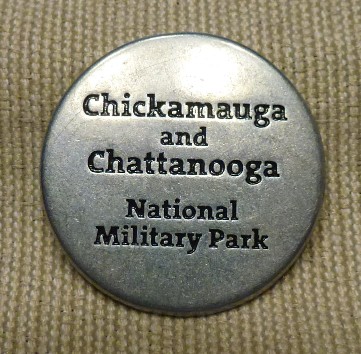 Chickamauga
and
Chattanooga
National
Military Park